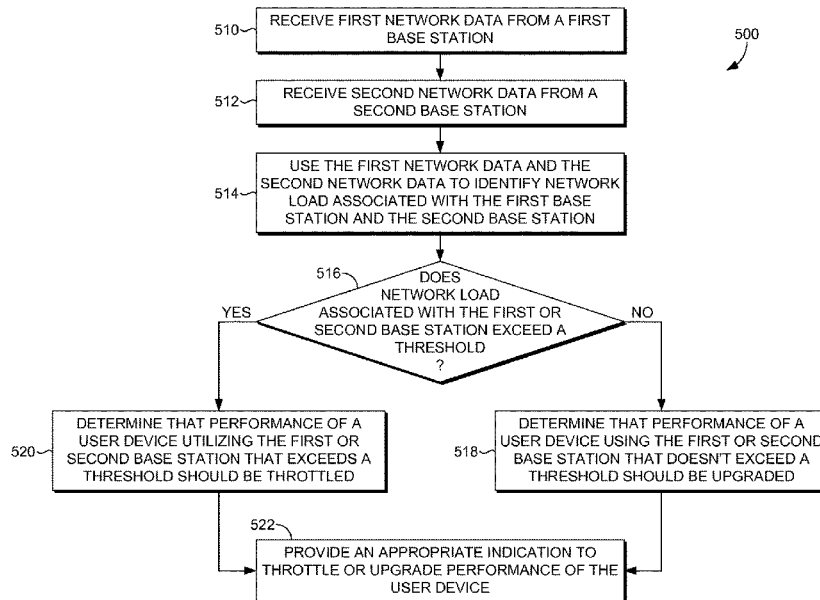 RECEIVE FIRST NETWORK DATA FROM A FIRST
BASE STATION
510
500
RECEIVE SECOND NETWORK DATA FROM A
SECOND BASE STATION
512
USE THE FIRST NETWORK DATA AND THE
SECOND NETWORK DATA TO IDENTIFY NETWORK
LOAD ASSOCIATED WITH THE FIRST BASE
STATION AND THE SECOND BASE STATION
514
516
DOES
NETWORK LOAD
ASSOCIATED WITH THE FIRST OR
SECOND BASE STATION EXCEED A
THRESHOLD
?
YES
NO
DETERMINE THAT PERFORMANCE OF A
USER DEVICE UTILIZING THE FIRST OR
SECOND BASE STATION THAT EXCEEDS A
THRESHOLD SHOULD BE THROTTLED
520
DETERMINE THAT PERFORMANCE OF A
USER DEVICE USING THE FIRST OR SECOND
BASE STATION THAT DOESN'T EXCEED A
THRESHOLD SHOULD BE UPGRADED
518
522
PROVIDE AN APPROPRIATE INDICATION TO
THROTTLE OR UPGRADE PERFORMANCE OF THE
USER DEVICE